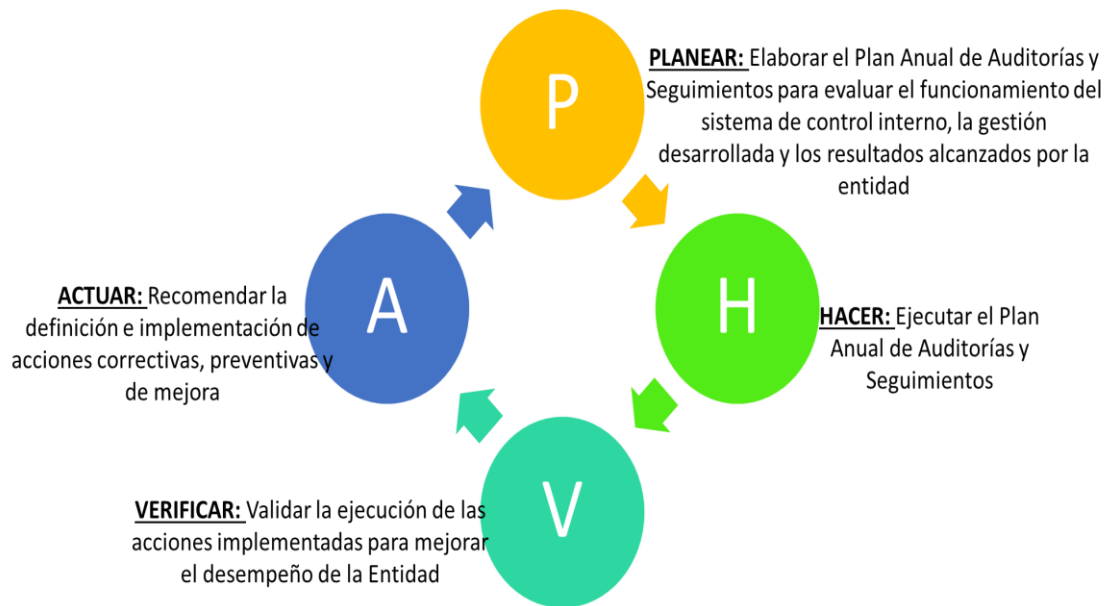 P
PLANEAR: Elaborar el Plan Anual de Auditorías y
Seguimientos para evaluar el funcionamiento del
sistema de control interno, la gestión
desarrollada y los resultados alcanzados por la
entidad
H
HACER: Ejecutar el Plan
Anual de Auditorías y
Seguimientos
V
VERIFICAR: Validar la ejecución de las
acciones implementadas para mejorar
el desempeño de la Entidad
A
ACTUAR: Recomendar la
definición e implementación de
acciones correctivas, preventivas y
de mejora